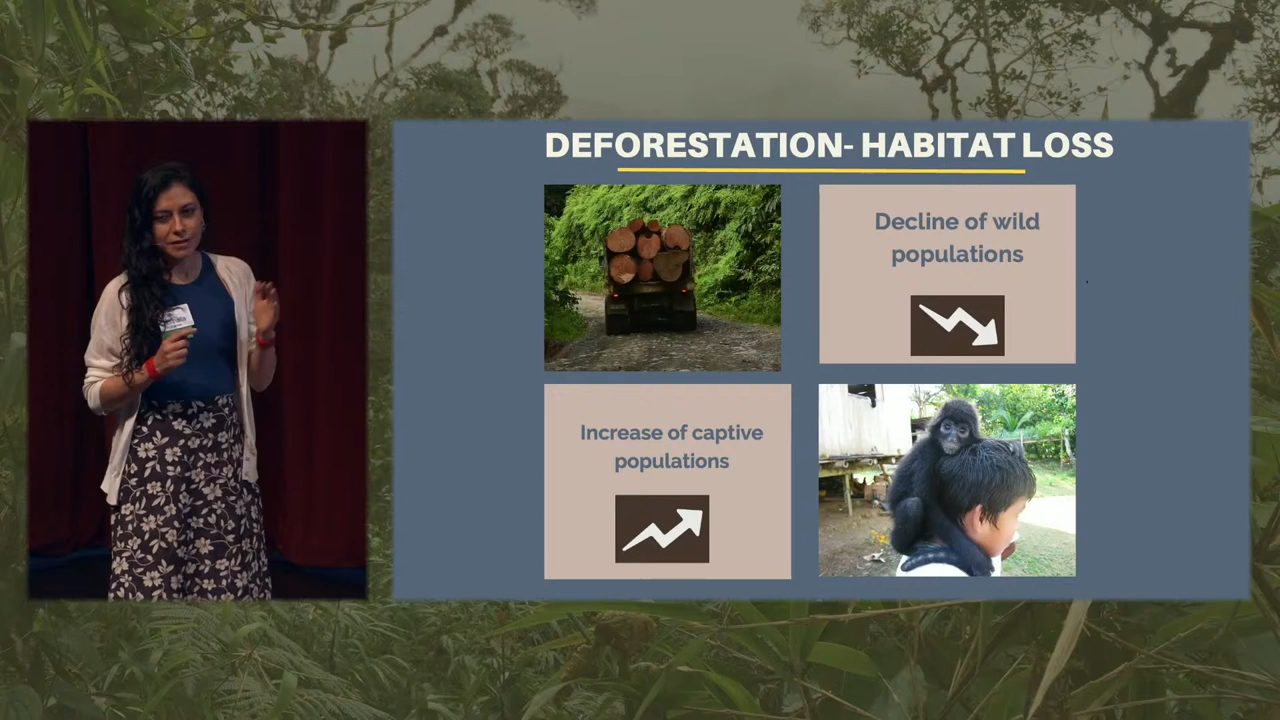 DEFORESTATION- HABITAT LOSS
Decline of wild
populations
Increase of captive
populations